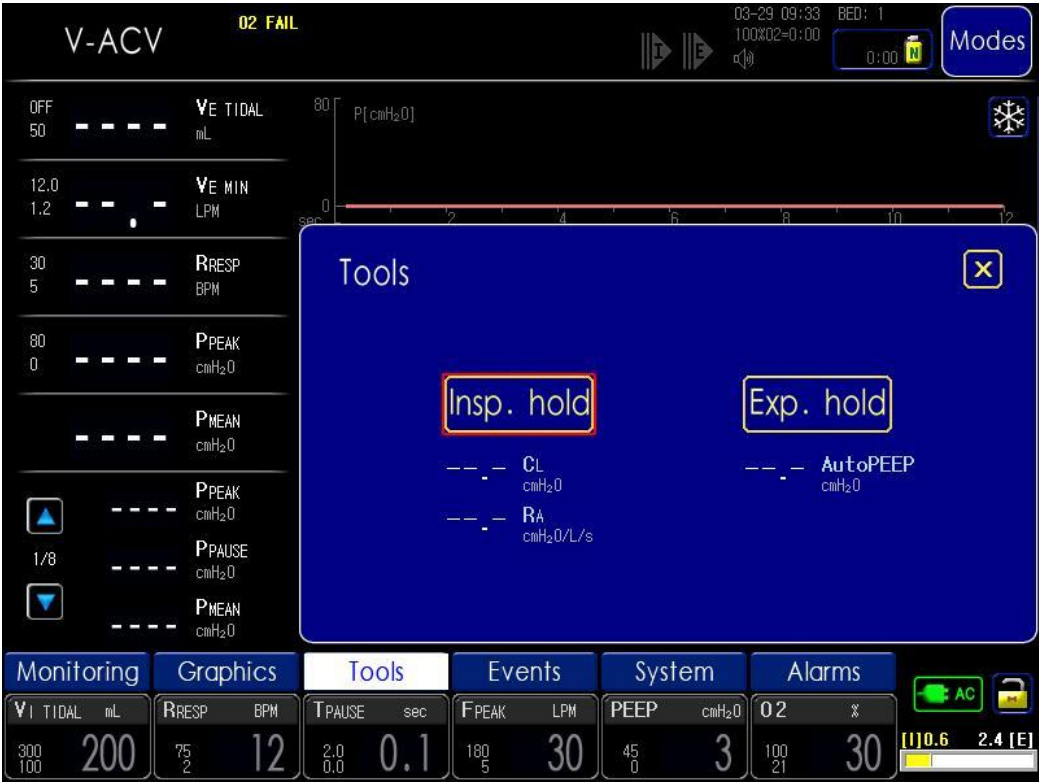 V-ACV
O2 FAIL
I E
03-29 09:33 BED: 1
100%O2=0:00
0:00 N
Modes
OFF
50
-----
VE TIDAL
mL
12.0
1.2
--.-
VE MIN
LPM
30
5
----
RRESP
BPM
80
0
----
PPEAK
cmH2O
----
PMEAN
cmH2O
1/8
----
PPEAK
cmH2O
----
PPAUSE
cmH2O
----
PMEAN
cmH2O
80
P[cmH2O]
0
sec 2 4 6 8 10 12
Tools
X
Insp. hold
--.- CL
cmH2O
--.- RA
cmH2O/L/s
Exp. hold
--.- AutoPEEP
cmH2O
Monitoring Graphics Tools Events System Alarms
VI TIDAL mL
300
100
200
RRESP BPM
75
2
12
TPAUSE sec
2.0
0.0
0.1
FPEAK LPM
180
5
30
PEEP cmH2O
45
0
3
O2 %
100
21
30
AC
[I]0.6 2.4 [E]